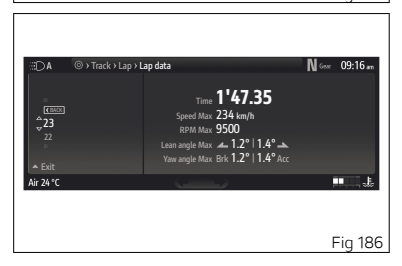 A › Track › Lap › Lap data N Gear 09:16 am
BACK
23
22
Exit
Time 1'47.35
Speed Max 234 km/h
RPM Max 9500
Lean angle Max 1.2° | 1.4°
Yaw angle Max Brk 1.2° | 1.4° Acc
Air 24 °C
Fig 186